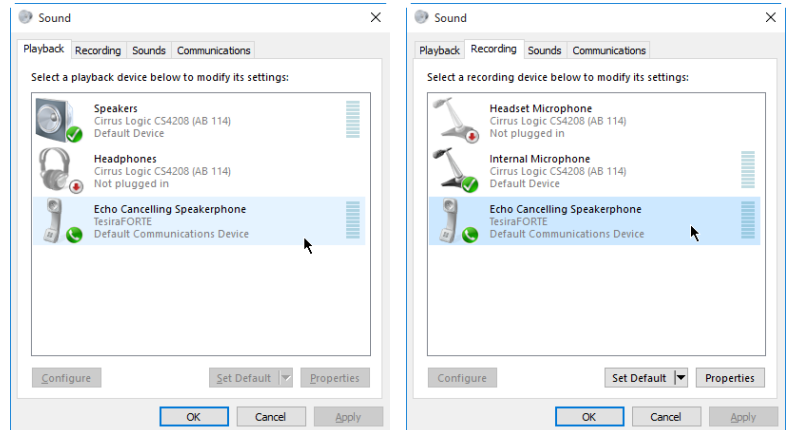 Sound
Playback Recording Sounds Communications
Select a playback device below to modify its settings:
Speakers
Cirrus Logic CS4208 (AB 114)
Default Device
Headphones
Cirrus Logic CS4208 (AB 114)
Not plugged in
Echo Cancelling Speakerphone
TesiraFORTE
Default Communications Device
Configure Set Default Properties
OK Cancel Apply
Sound
Playback Recording Sounds Communications
Select a recording device below to modify its settings:
Headset Microphone
Cirrus Logic CS4208 (AB 114)
Not plugged in
Internal Microphone
Cirrus Logic CS4208 (AB 114)
Default Device
Echo Cancelling Speakerphone
TesiraFORTE
Default Communications Device
Configure Set Default Properties
OK Cancel Apply